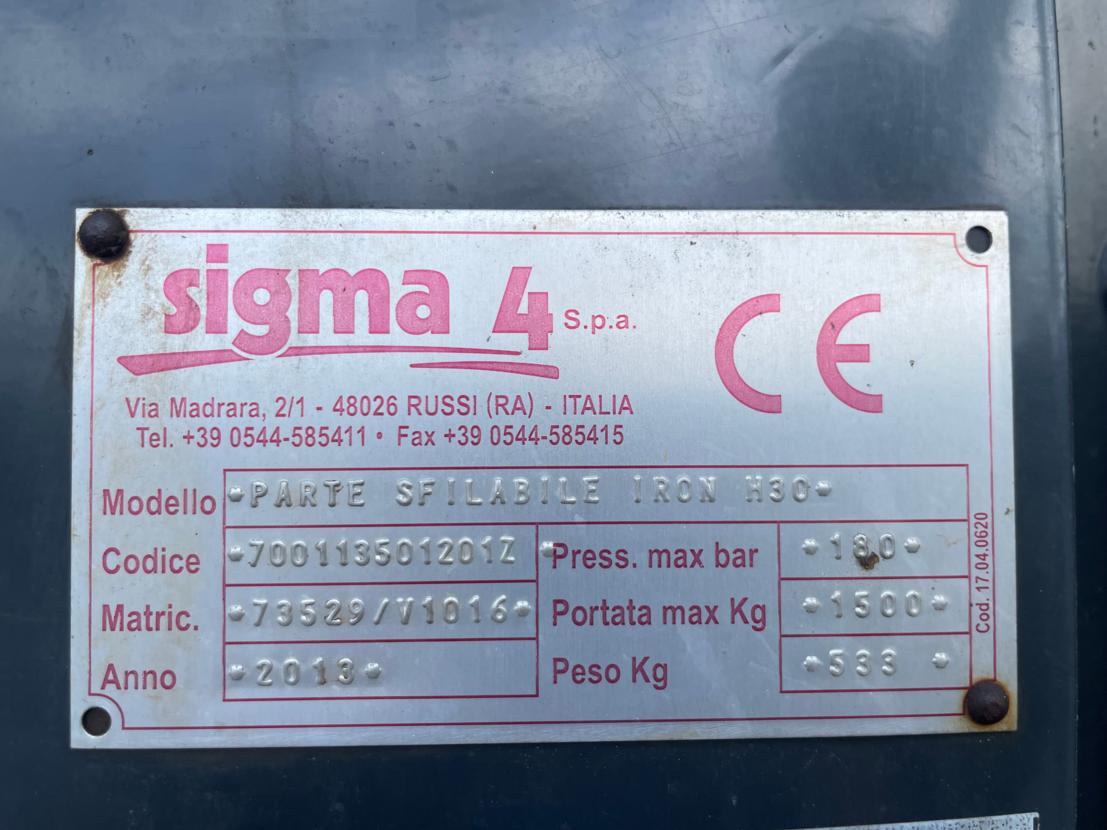 sigma 4 S.p.a.
CE
Via Madrara, 2/1 - 48026 RUSSI (RA) - ITALIA
Tel. +39 0544-585411 • Fax +39 0544-585415
Modello *PARTE SFILABILE IRON H30*
Codice *700113501201Z * Press. max bar *180*
Matric. *73529/V1016* Portata max Kg *1500*
Anno *2013* Peso Kg *533 *
Cod. 17.04.0620